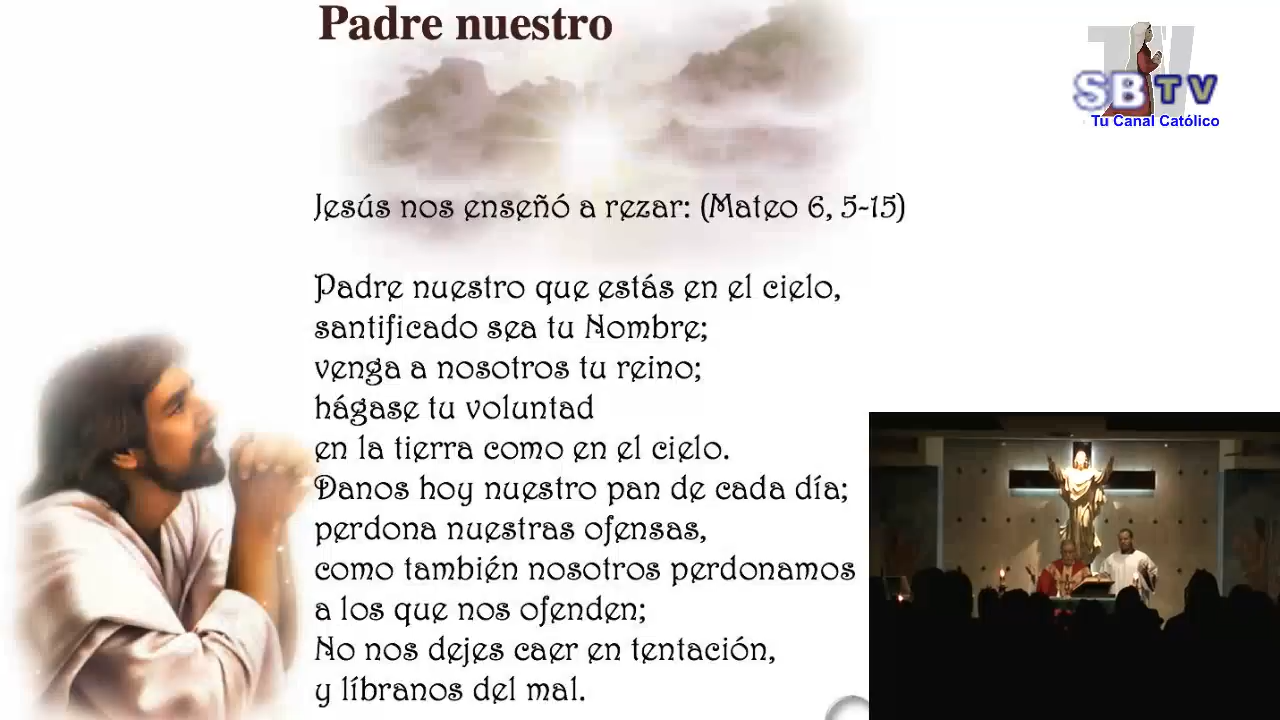 Padre nuestro
SBTV
Tú Canal Católico
Jesús nos enseñó a rezar: (Mateo 6, 5-15)
Padre nuestro que estás en el cielo,
santificado sea tu Nombre;
venga a nosotros tu reino;
hágase tu voluntad
en la tierra como en el cielo.
Danos hoy nuestro pan de cada día;
perdona nuestras ofensas,
como también nosotros perdonamos
a los que nos ofenden;
No nos dejes caer en tentación,
y líbranos del mal.